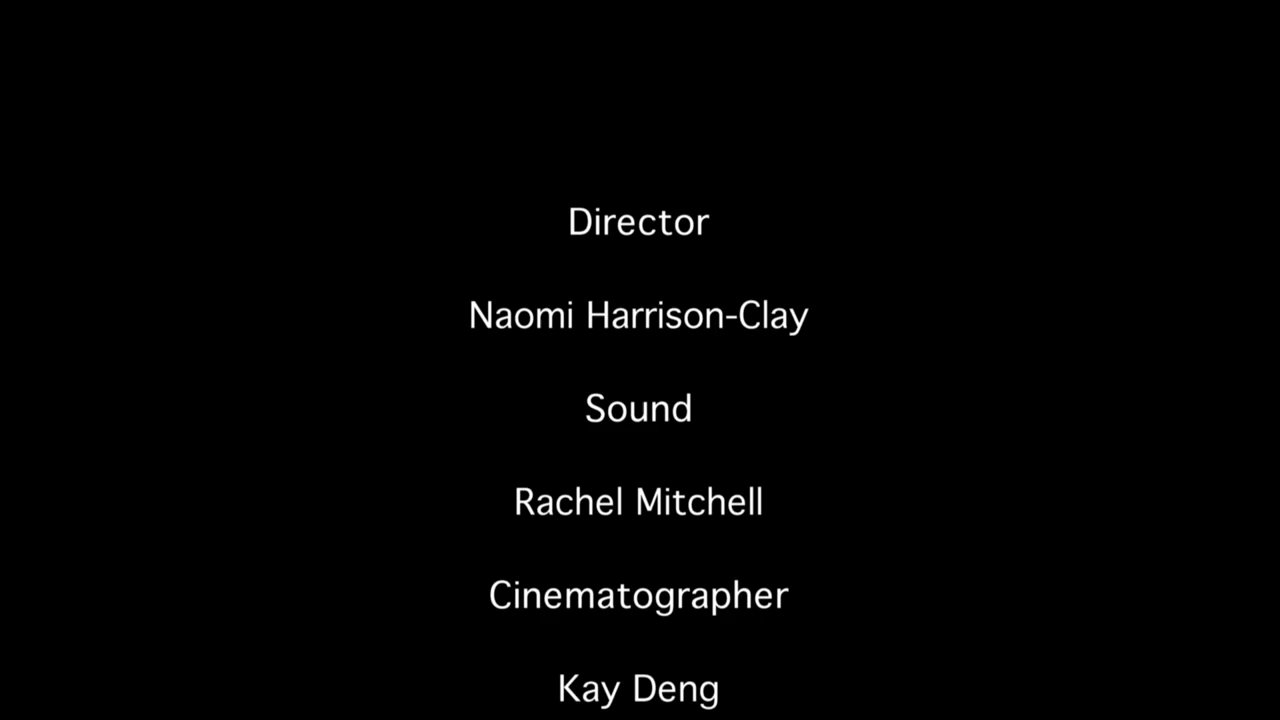 Director
Naomi Harrison-Clay
Sound
Rachel Mitchell
Cinematographer
Kay Deng